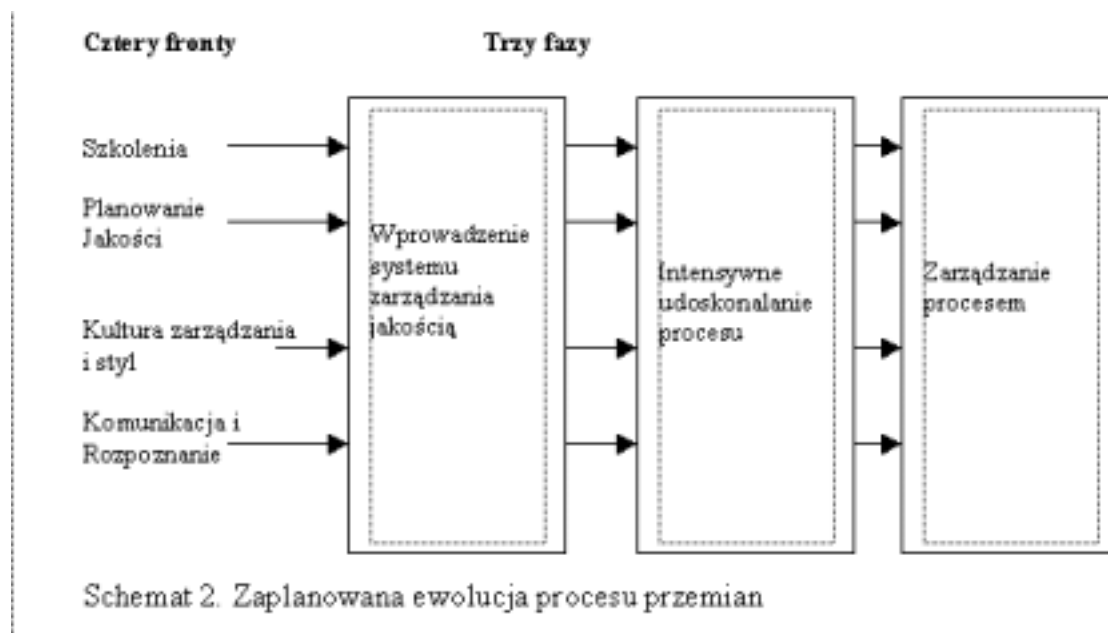 Cztery fronty
Trzy fazy
Szkolenia
Planowanie
Jakości
Kultura zarządzania
i styl
Komunikacja i
Rozpoznanie
Wprowadzenie
systemu
zarządzania
jakością
Intensywne
udoskonalanie
procesu
Zarządzanie
procesem
Schemat 2. Zaplanowana ewolucja procesu przemian